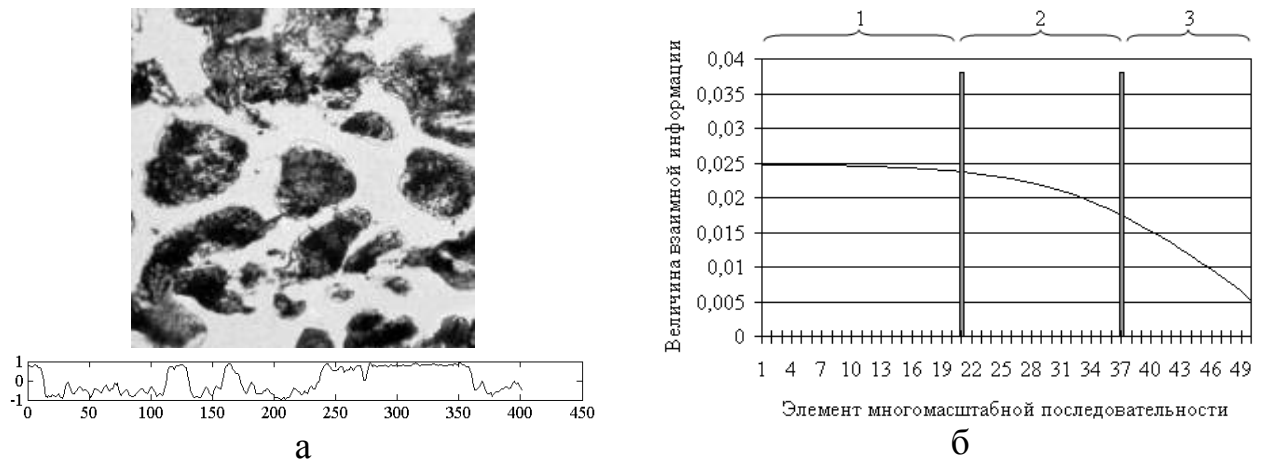 1
0
-1
0 50 100 150 200 250 300 350 400 450
а
1 2 3
Величина взаимной информации
0,04
0,035
0,03
0,025
0,02
0,015
0,01
0,005
0
1 4 7 10 13 16 19 22 25 28 31 34 37 40 43 46 49
Элемент многомасштабной последовательности
б